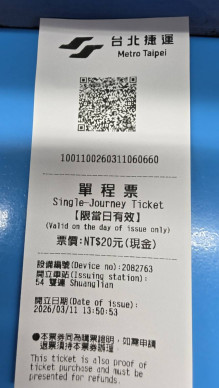 台北捷運
Metro Taipei
1001100260311060660
單程票
Single-Journey Ticket
【限當日有效】
(Valid on the day of issue only)
票價:NT$20元(現金)
設備編號(Device no):2082763
開立車站(Issuing station):
54 雙連 Shuanglian
開立日期(Date of issue):
2026/03/11 13:50:53
●本票券同為購票證明,如需申請
退票須持本票券辦理
This ticket is also proof of
ticket purchase and must be
presented for refunds.